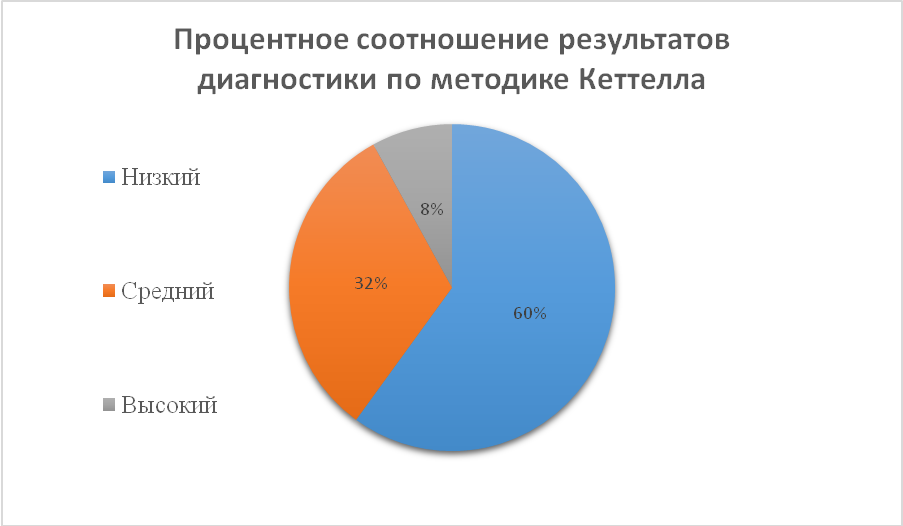 Процентное соотношение результатов
диагностики по методике Кеттелла
Низкий
Средний
Высокий
8%
32%
60%